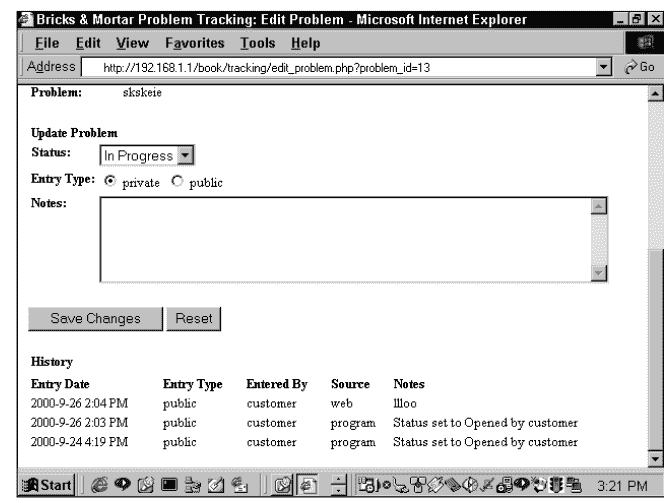 Bricks & Mortar Problem Tracking: Edit Problem - Microsoft Internet Explorer
File Edit View Favorites Tools Help
Address http://192.168.1.1/book/tracking/edit_problem.php?problem_id=13 Go
Problem: skskeie
Update Problem
Status: In Progress
Entry Type: private public
Notes:
Save Changes Reset
History
Entry Date Entry Type Entered By Source Notes
2000-9-26 2:04 PM public customer web llloo
2000-9-26 2:03 PM public customer program Status set to Opened by customer
2000-9-24 4:19 PM public customer program Status set to Opened by customer
Start 3:21 PM